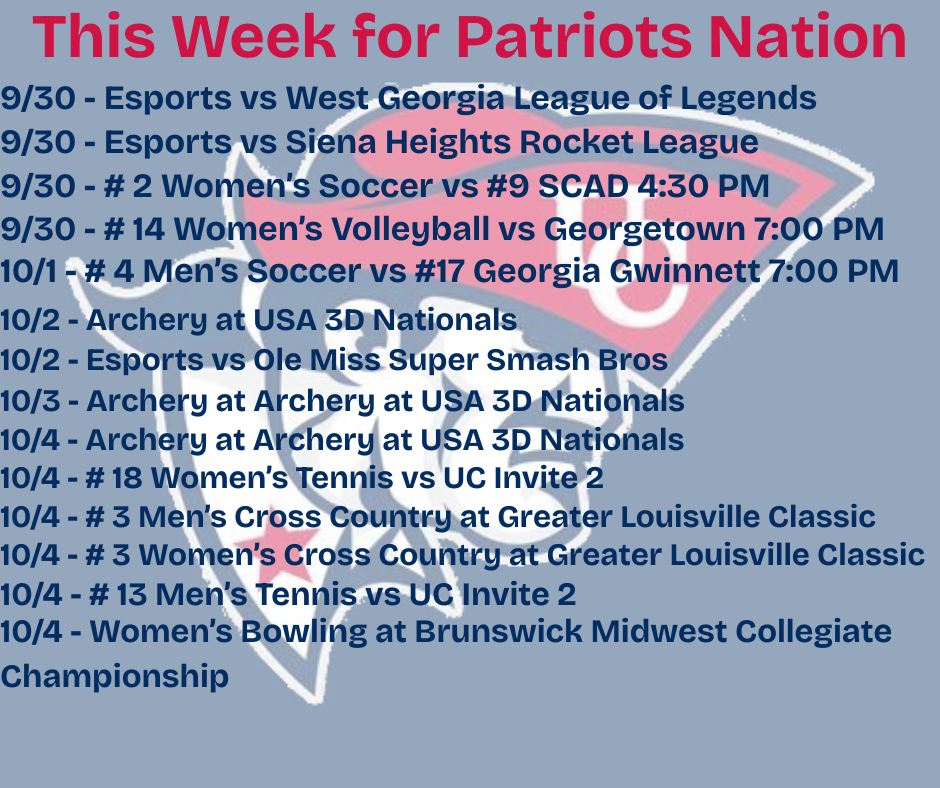 This Week for Patriots Nation
9/30 - Esports vs West Georgia League of Legends
9/30 - Esports vs Siena Heights Rocket League
9/30 - # 2 Women's Soccer vs #9 SCAD 4:30 PM
9/30 - # 14 Women's Volleyball vs Georgetown 7:00 PM
10/1 - # 4 Men's Soccer vs #17 Georgia Gwinnett 7:00 PM
10/2 - Archery at USA 3D Nationals
10/2 - Esports vs Ole Miss Super Smash Bros
10/3 - Archery at Archery at USA 3D Nationals
10/4 - Archery at Archery at USA 3D Nationals
10/4 - # 18 Women's Tennis vs UC Invite 2
10/4 - # 3 Men's Cross Country at Greater Louisville Classic
10/4 - # 3 Women's Cross Country at Greater Louisville Classic
10/4 - # 13 Men's Tennis vs UC Invite 2
10/4 - Women's Bowling at Brunswick Midwest Collegiate
Championship
UC